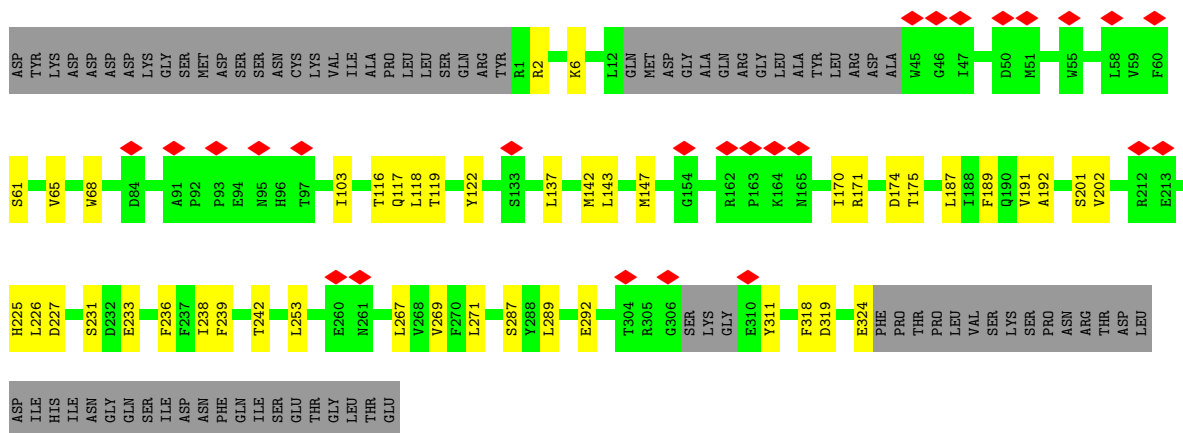 ASP TYR LYS ASP ASP ASP ASP LYS GLY SER MET ASP SER SER ASN CYS LYS VAL ILE ALA PRO LEU LEU SER GLN ARG TYR R1 R2 K6 L12 GLN MET ASP GLY ALA GLN ARG GLY LEU ALA TYR LEU ARG ASP ALA W45 G46 I47 D50 M51 W55 L58 V59 F60
S61 V65 W68 D84 A91 P92 P93 E94 N95 H96 T97 I103 T116 Q117 L118 T119 Y122 S133 L137 M142 L143 M147 G154 R162 P163 K164 N165 I170 R171 D174 T175 L187 I188 F189 Q190 V191 A192 S201 V202 R212 E213
H225 L226 D227 S231 D232 E233 F236 F237 I238 F239 T242 L253 E260 N261 L267 V268 V269 F270 L271 S287 Y288 L289 E292 T304 R305 G306 SER LYS GLY E310 Y311 F318 D319 E324 PHE PRO THR PRO LEU VAL SER LYS SER PRO ASN ARG THR ASP LEU
ASP ILE HIS ILE ASN GLY GLN SER ILE ASP ASN PHE GLN ILE SER GLU THR GLY LEU THR GLU